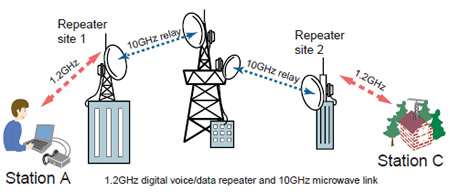 Repeater
site 1
10GHz relay
1.2GHz
10GHz relay
Repeater
site 2
1.2GHz
Station A
Station C
1.2GHz digital voice/data repeater and 10GHz microwave link